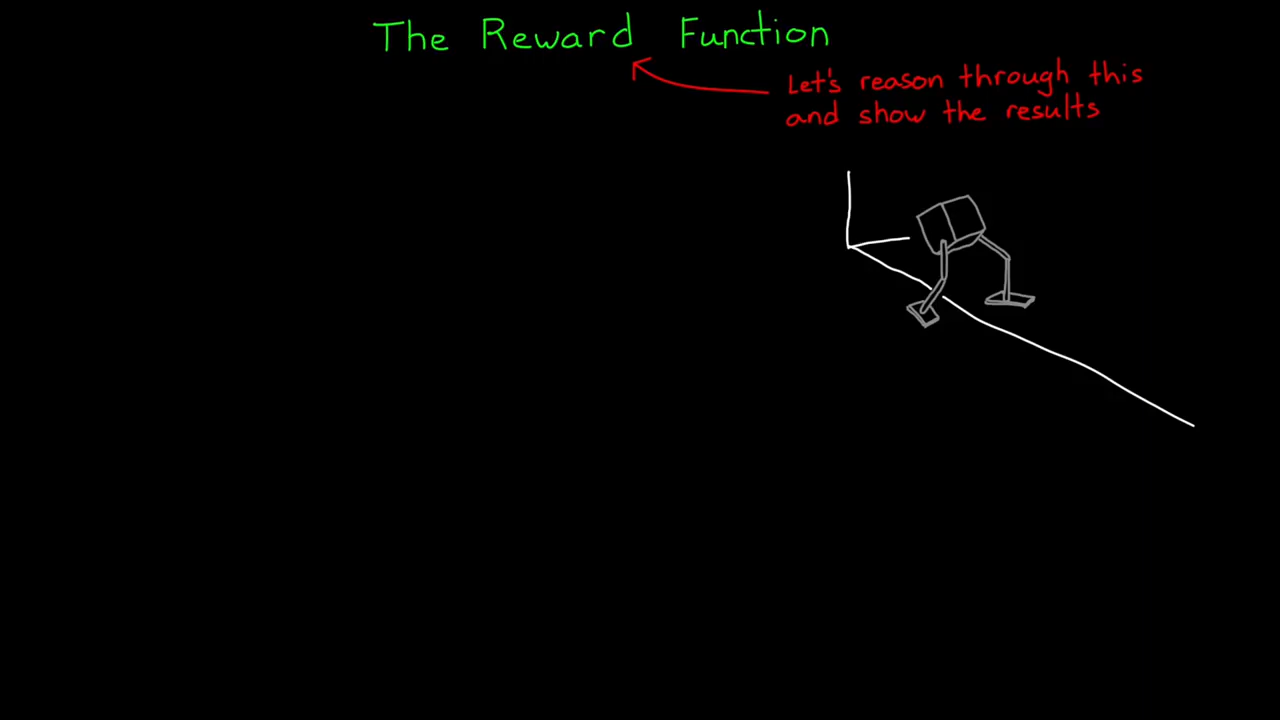 The Reward Function
Let's reason through this
and show the results